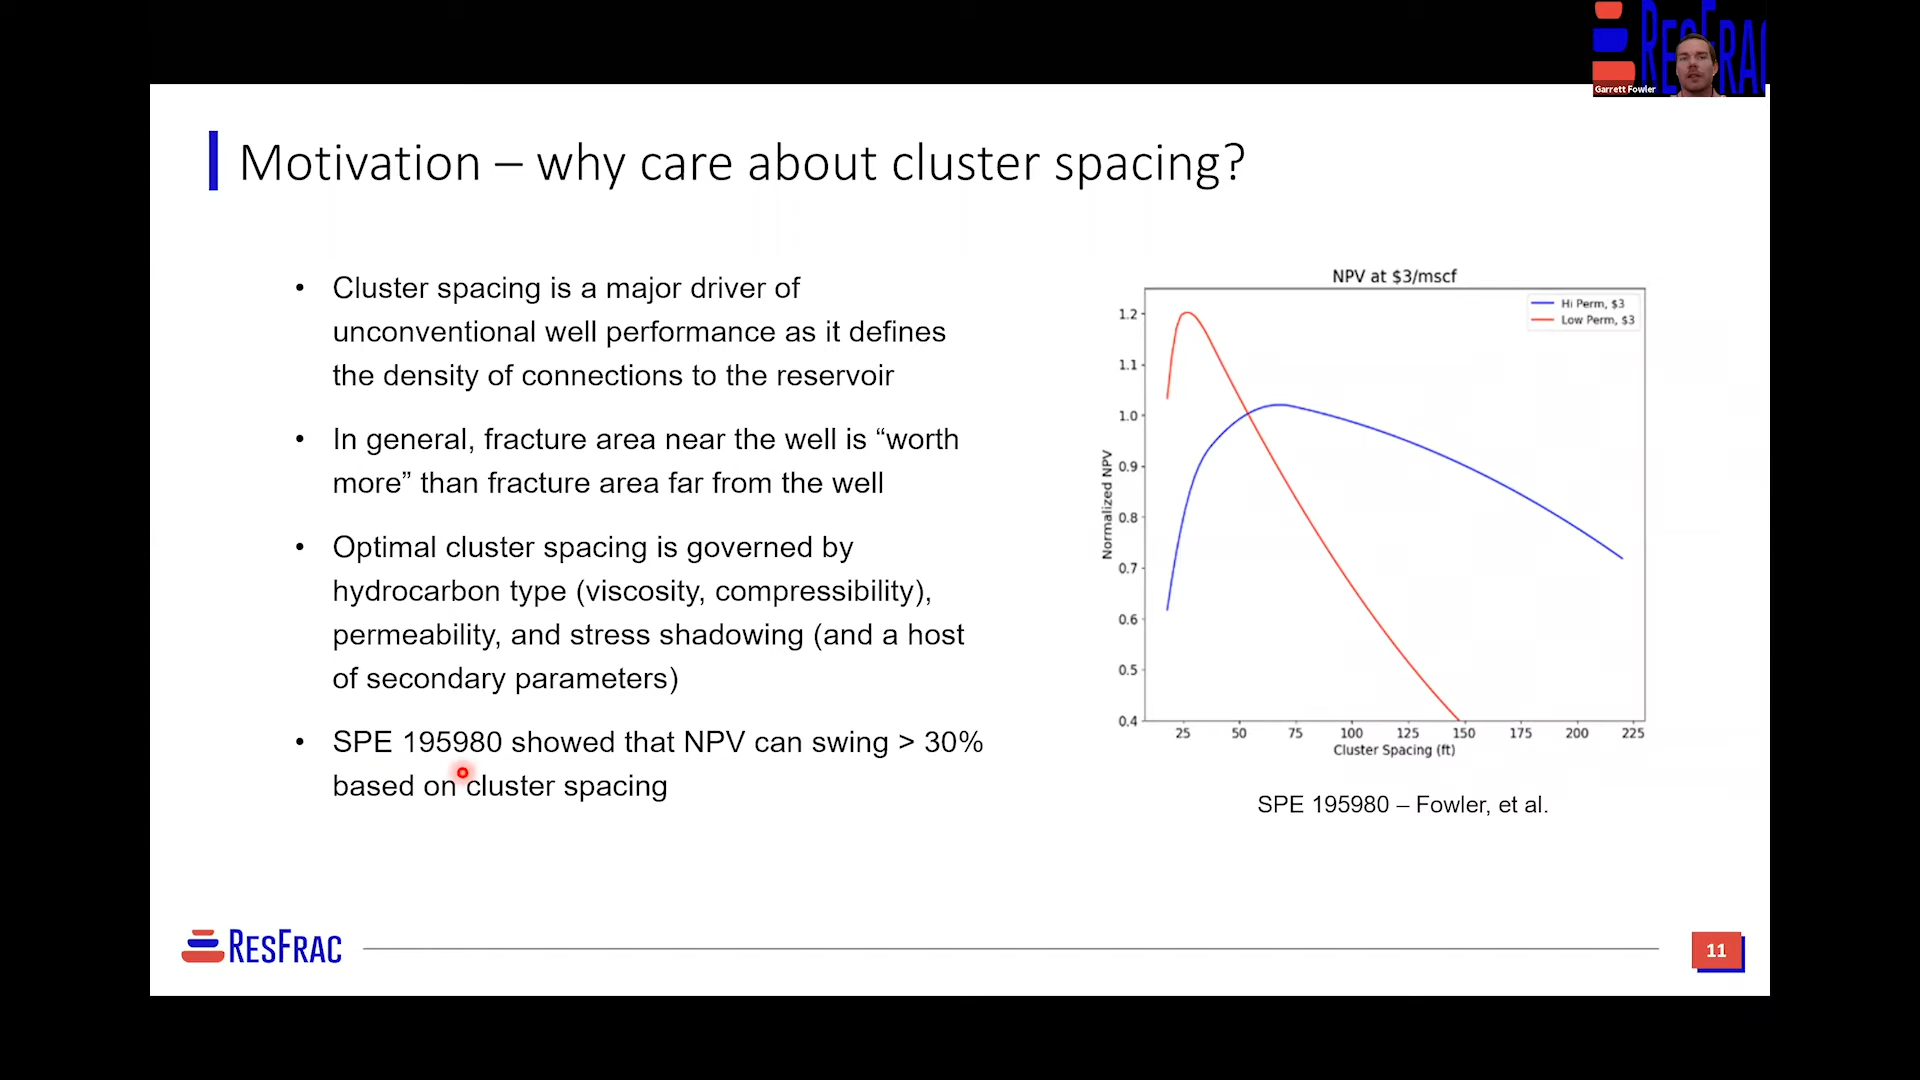 RESFRAC
Garrett Fowler
Motivation – why care about cluster spacing?
• Cluster spacing is a major driver of
unconventional well performance as it defines
the density of connections to the reservoir
• In general, fracture area near the well is “worth
more” than fracture area far from the well
• Optimal cluster spacing is governed by
hydrocarbon type (viscosity, compressibility),
permeability, and stress shadowing (and a host
of secondary parameters)
• SPE 195980 showed that NPV can swing > 30%
based on cluster spacing
NPV at $3/mscf
Hi Perm, $3
Low Perm, $3
Normalized NPV
1.2
1.1
1.0
0.9
0.8
0.7
0.6
0.5
0.4
25 50 75 100 125 150 175 200 225
Cluster Spacing (ft)
SPE 195980 – Fowler, et al.
RESFRAC
11